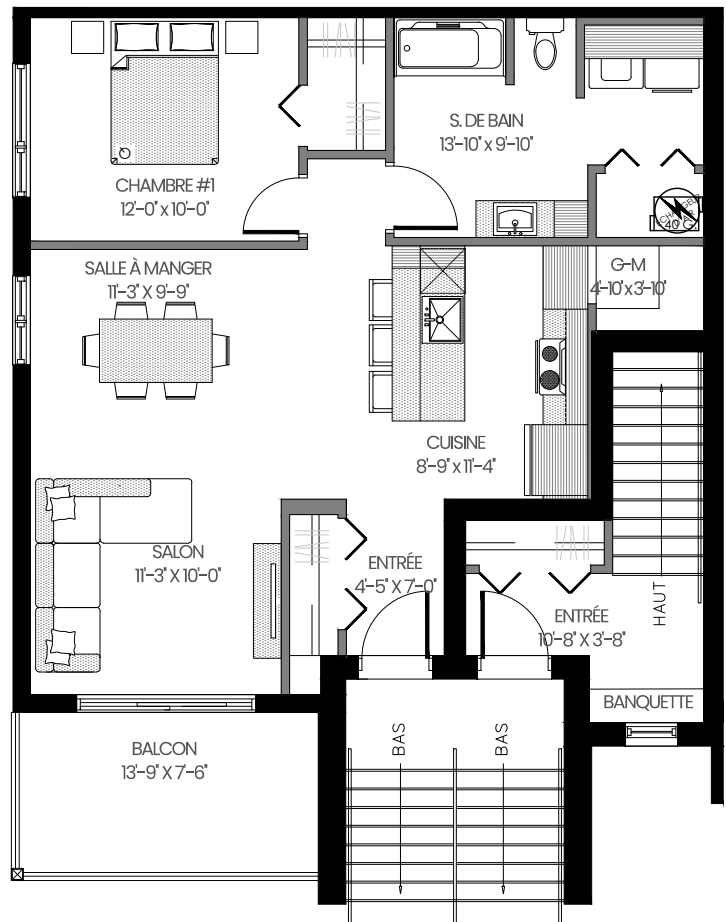 S. DE BAIN
13'-10" x 9'-10"
CHAMBRE #1
12'-0" x 10'-0"
40 G.
SALLE À MANGER
11'-3" X 9'-9"
G-M
4'-10" x 3'-10"
CUISINE
8'-9" x 11'-4"
SALON
11'-3" X 10'-0"
ENTRÉE
4'-5" X 7'-0"
HAUT
ENTRÉE
10'-8" X 3'-8"
BANQUETTE
BALCON
13'-9" X 7'-6"
BAS
BAS